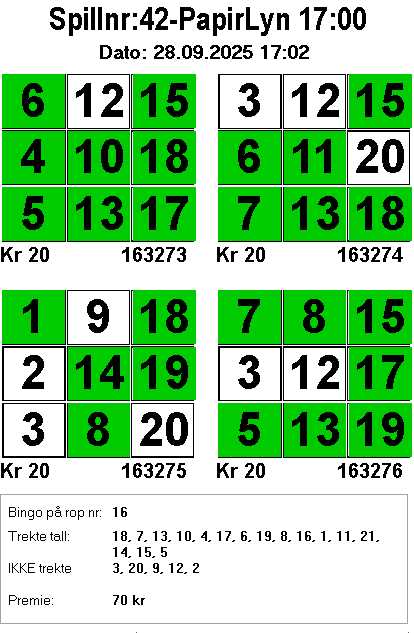 Spillnr:42-PapirLyn 17:00
Dato: 28.09.2025 17:02
6 12 15
4 10 18
5 13 17
Kr 20 163273
3 12 15
6 11 20
7 13 18
Kr 20 163274
1 9 18
2 14 19
3 8 20
Kr 20 163275
7 8 15
3 12 17
5 13 19
Kr 20 163276
Bingo på rop nr: 16
Trekte tall: 18, 7, 13, 10, 4, 17, 6, 19, 8, 16, 1, 11, 21,
14, 15, 5
IKKE trekte 3, 20, 9, 12, 2
Premie: 70 kr